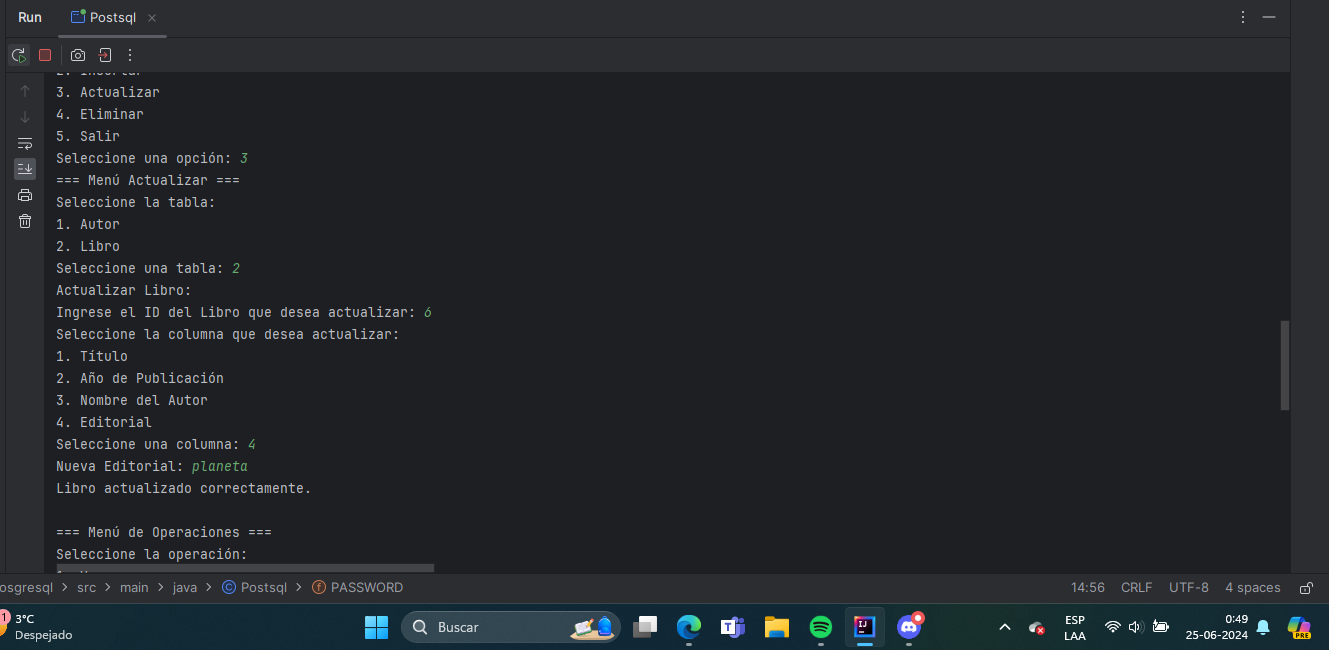 Run
Postsql
2. Insertar
3. Actualizar
4. Eliminar
5. Salir
Seleccione una opción: 3
=== Menú Actualizar ===
Seleccione la tabla:
1. Autor
2. Libro
Seleccione una tabla: 2
Actualizar Libro:
Ingrese el ID del Libro que desea actualizar: 6
Seleccione la columna que desea actualizar:
1. Título
2. Año de Publicación
3. Nombre del Autor
4. Editorial
Seleccione una columna: 4
Nueva Editorial: planeta
Libro actualizado correctamente.
=== Menú de Operaciones ===
Seleccione la operación:
osgresql > src > main > java > Postsql > PASSWORD
14:56 CRLF UTF-8 4 spaces
1
3°C
Despejado
Buscar
ESP
LAA
0:49
25-06-2024
PRE